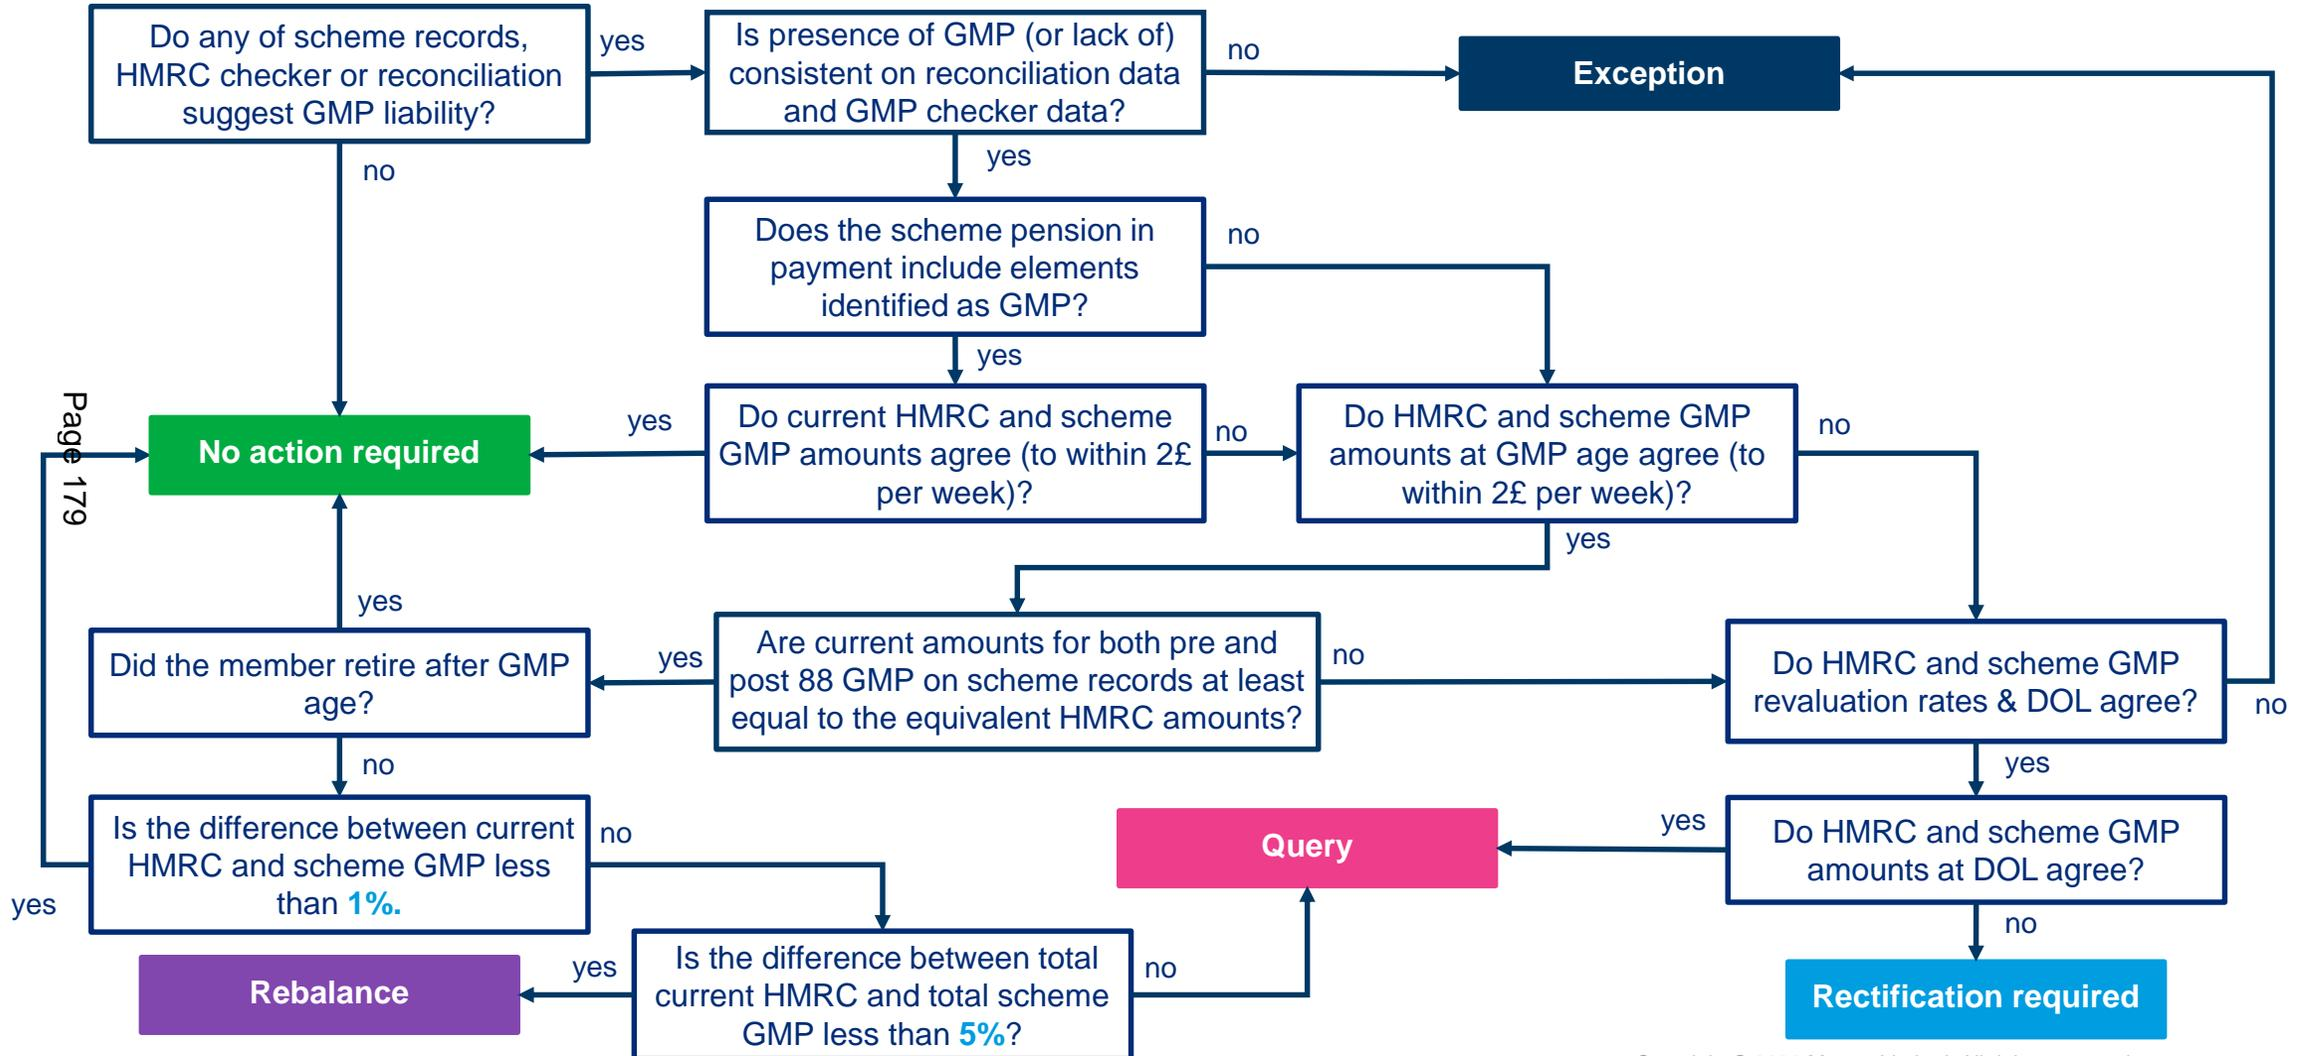 Do any of scheme records,
HMRC checker or reconciliation
suggest GMP liability?
yes
Is presence of GMP (or lack of)
consistent on reconciliation data
and GMP checker data?
no
Exception
no
yes
Does the scheme pension in
payment include elements
identified as GMP?
no
yes
Page 179
No action required
yes
Do current HMRC and scheme
GMP amounts agree (to within 2£
per week)?
no
Do HMRC and scheme GMP
amounts at GMP age agree (to
within 2£ per week)?
no
yes
yes
Did the member retire after GMP
age?
yes
Are current amounts for both pre and
post 88 GMP on scheme records at least
equal to the equivalent HMRC amounts?
no
Do HMRC and scheme GMP
revaluation rates & DOL agree?
no
no
yes
Is the difference between current
HMRC and scheme GMP less
than 1%.
no
yes
Query
yes
Do HMRC and scheme GMP
amounts at DOL agree?
no
Rebalance
yes
Is the difference between total
current HMRC and total scheme
GMP less than 5%?
no
Rectification required